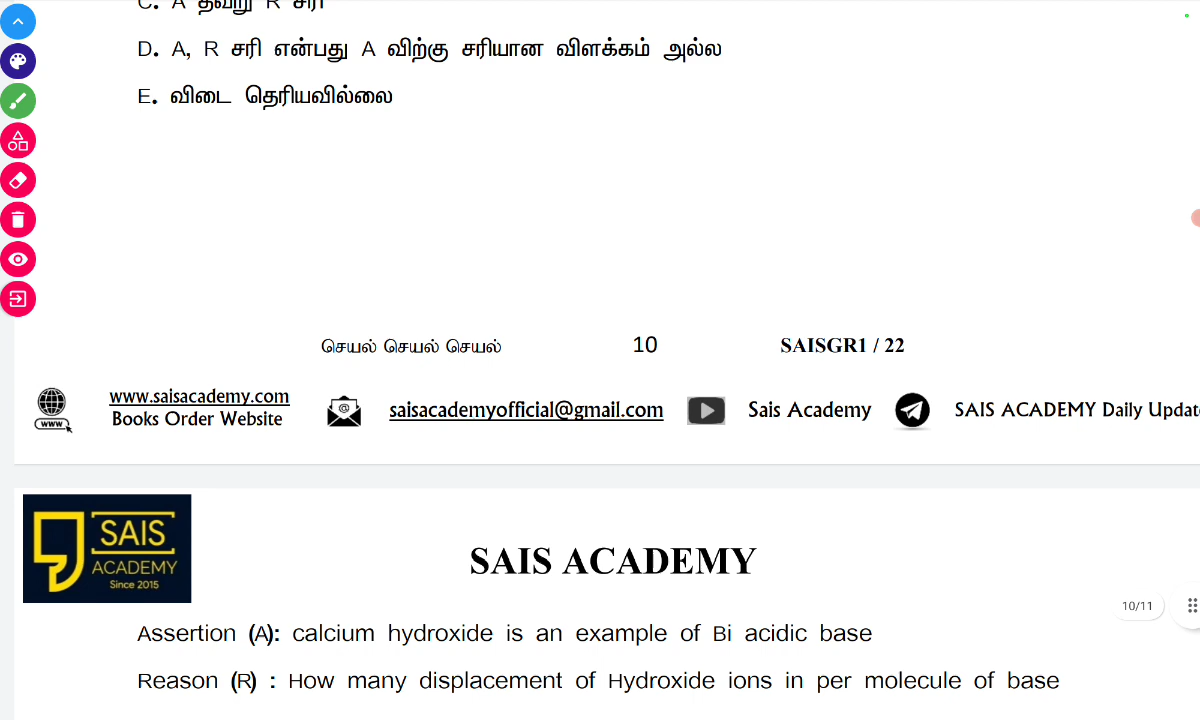 C. A தவறு R சரி
D. A, R சரி என்பது A விற்கு சரியான விளக்கம் அல்ல
E. விடை தெரியவில்லை
செயல் செயல் செயல் 10 SAISGR1 / 22
www.saisacademy.com
Books Order Website
saisacademyofficial@gmail.com
Sais Academy
SAIS ACADEMY Daily Updat
SAIS
ACADEMY
Since 2015
SAIS ACADEMY
10/11
Assertion (A): calcium hydroxide is an example of Bi acidic base
Reason (R) : How many displacement of Hydroxide ions in per molecule of base